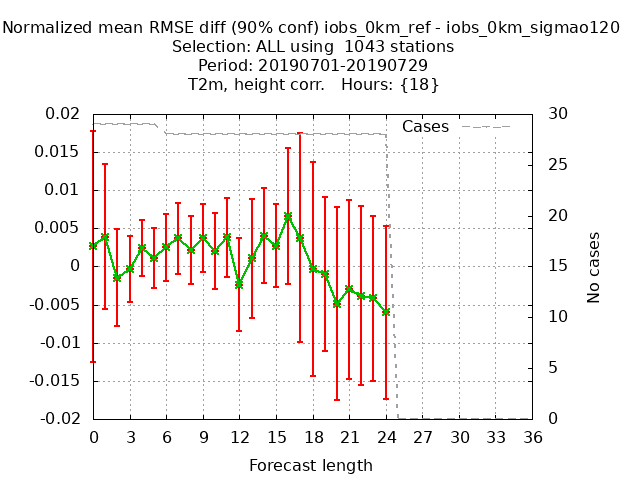 Normalized mean RMSE diff (90% conf) iobs_0km_ref - iobs_0km_sigmao120
Selection: ALL using  1043 stations
Period: 20190701-20190729
T2m, height corr.   Hours: {18}
Cases
0.02
0.015
0.01
0.005
0
-0.005
-0.01
-0.015
-0.02
30
25
20
15
10
5
0
No cases
0 3 6 9 12 15 18 21 24 27 30 33 36
Forecast length